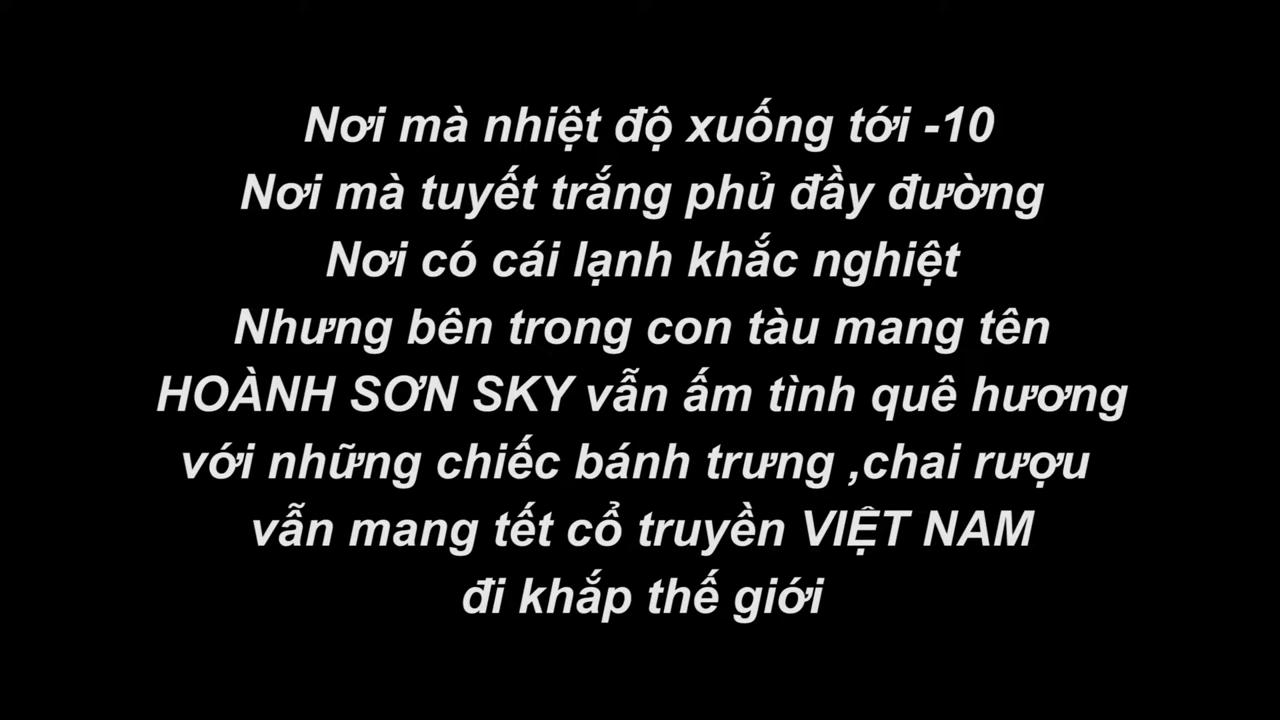 Nơi mà nhiệt độ xuống tới -10
Nơi mà tuyết trắng phủ đầy đường
Nơi có cái lạnh khắc nghiệt
Nhưng bên trong con tàu mang tên
HOÀNH SƠN SKY vẫn ấm tình quê hương
với những chiếc bánh trưng ,chai rượu
vẫn mang tết cổ truyền VIỆT NAM
đi khắp thế giới